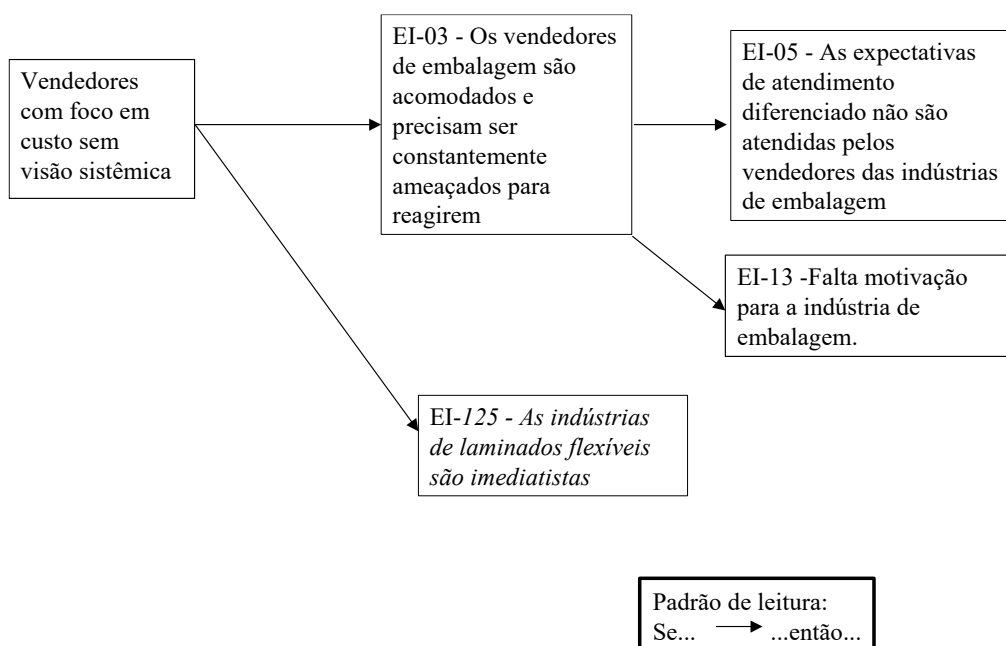 Vendedores
com foco em
custo sem
visão sistêmica
EI-03 - Os vendedores
de embalagem são
acomodados e
precisam ser
constantemente
ameaçados para
reagirem
EI-05 - As expectativas
de atendimento
diferenciado não são
atendidas pelos
vendedores das indústrias
de embalagem
EI-13 -Falta motivação
para a indústria de
embalagem.
EI-125 - As indústrias
de laminados flexíveis
são imediatistas
Padrão de leitura:
Se... ...então...